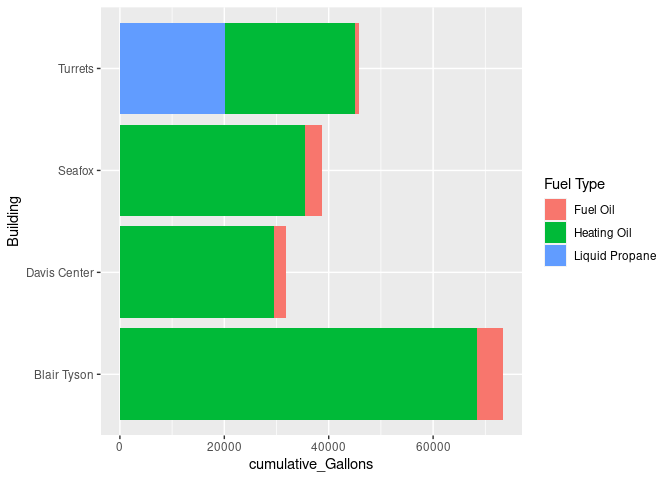 Turrets
Seafox
Davis Center
Blair Tyson
Building
0 20000 40000 60000
cumulative_Gallons
Fuel Type
Fuel Oil
Heating Oil
Liquid Propane